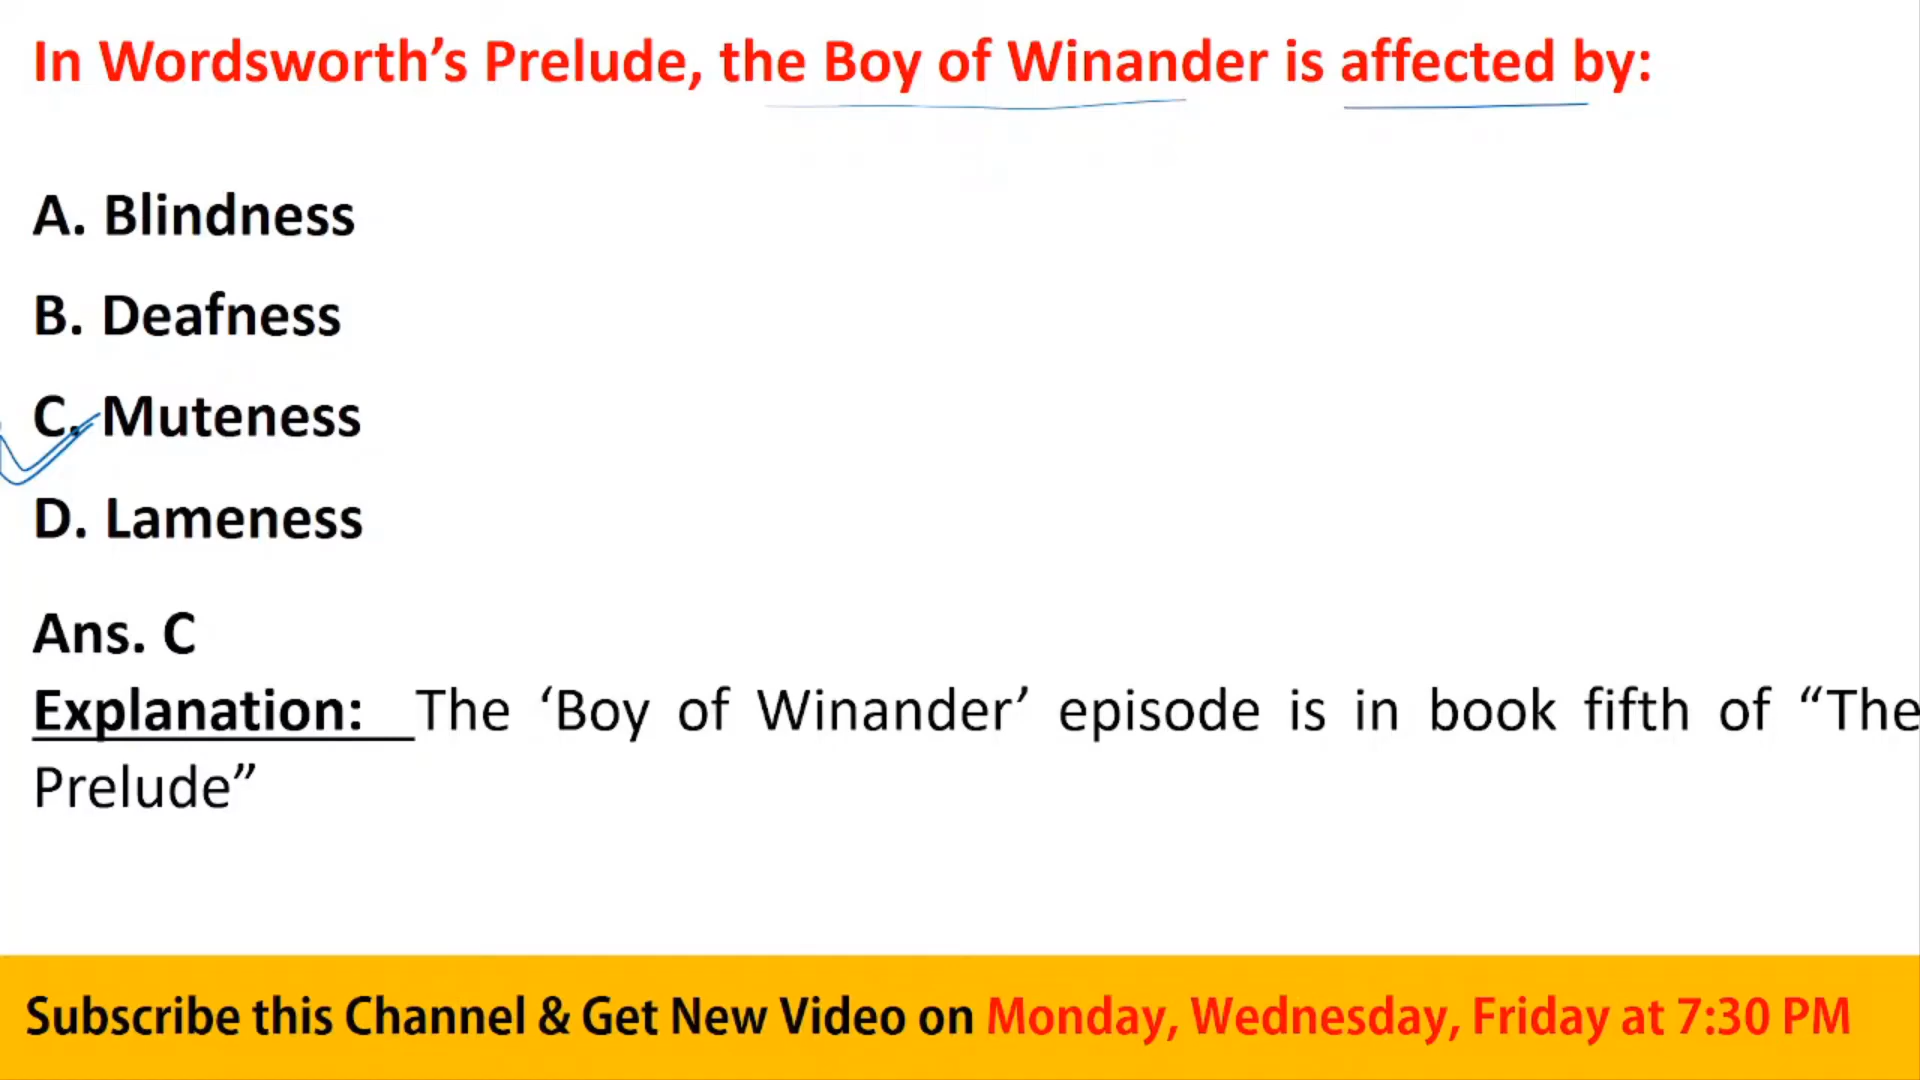 In Wordsworth’s Prelude, the Boy of Winander is affected by:
A. Blindness
B. Deafness
C. Muteness
D. Lameness
Ans. C
Explanation: The ‘Boy of Winander’ episode is in book fifth of “The
Prelude”
Subscribe this Channel & Get New Video on Monday, Wednesday, Friday at 7:30 PM